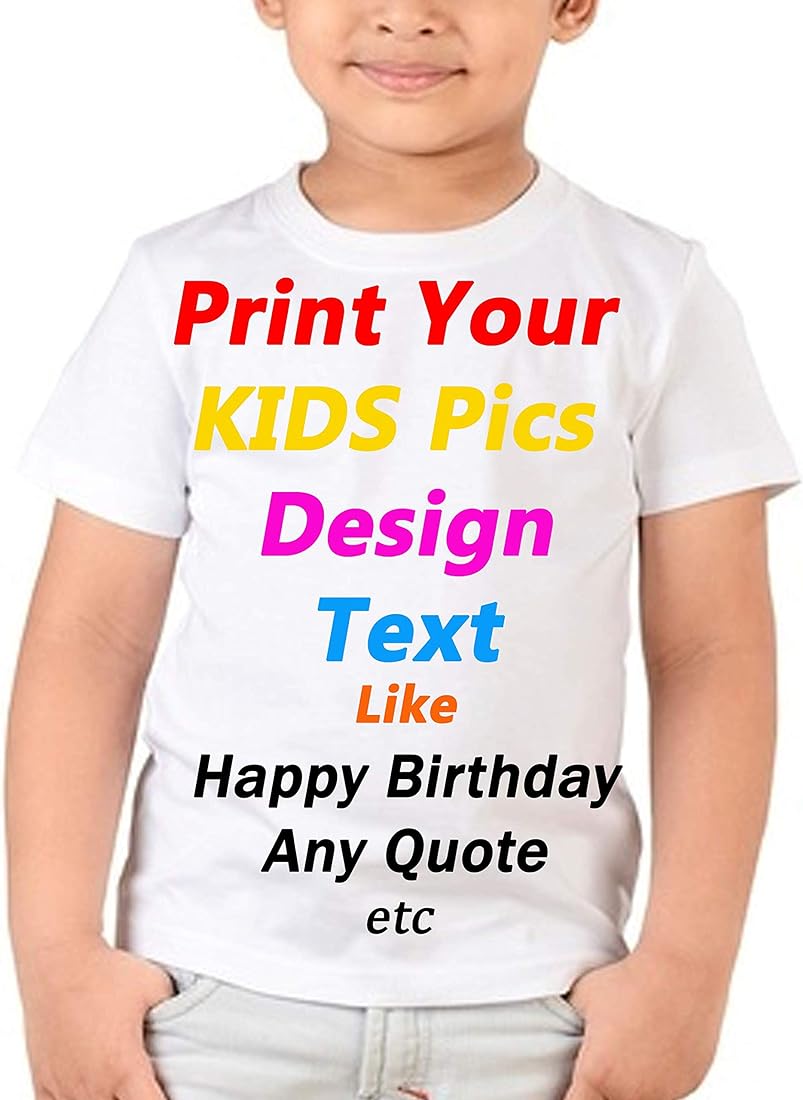 Print Your
KIDS Pics
Design
Text
Like
Happy Birthday
Any Quote
etc